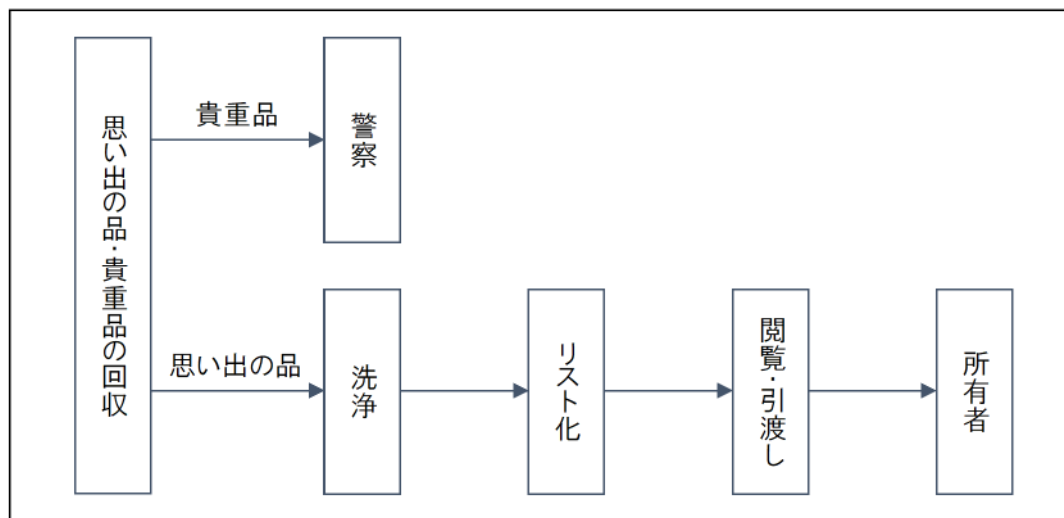 思い出の品・貴重品の回収
貴重品
警察
思い出の品
洗浄
リスト化
閲覧・引渡し
所有者